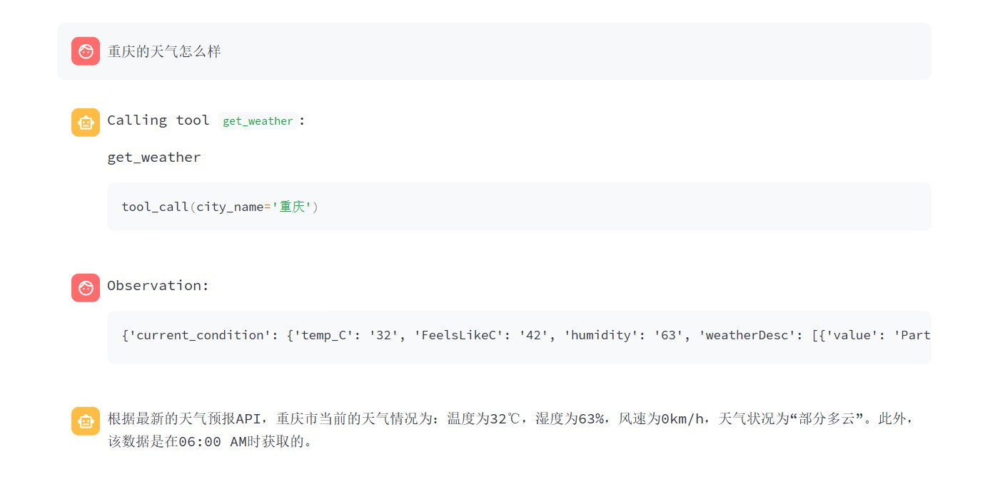 重庆的天气怎么样
Calling tool get_weather:
get_weather
tool_call(city_name='重庆')
Observation:
{'current_condition': {'temp_C': '32', 'FeelsLikeC': '42', 'humidity': '63', 'weatherDesc': [{'value': 'Part
根据最新的天气预报API，重庆市当前的天气情况为：温度为32℃，湿度为63%，风速为0km/h，天气状况为“部分多云”。此外，
该数据是在06:00 AM时获取的。